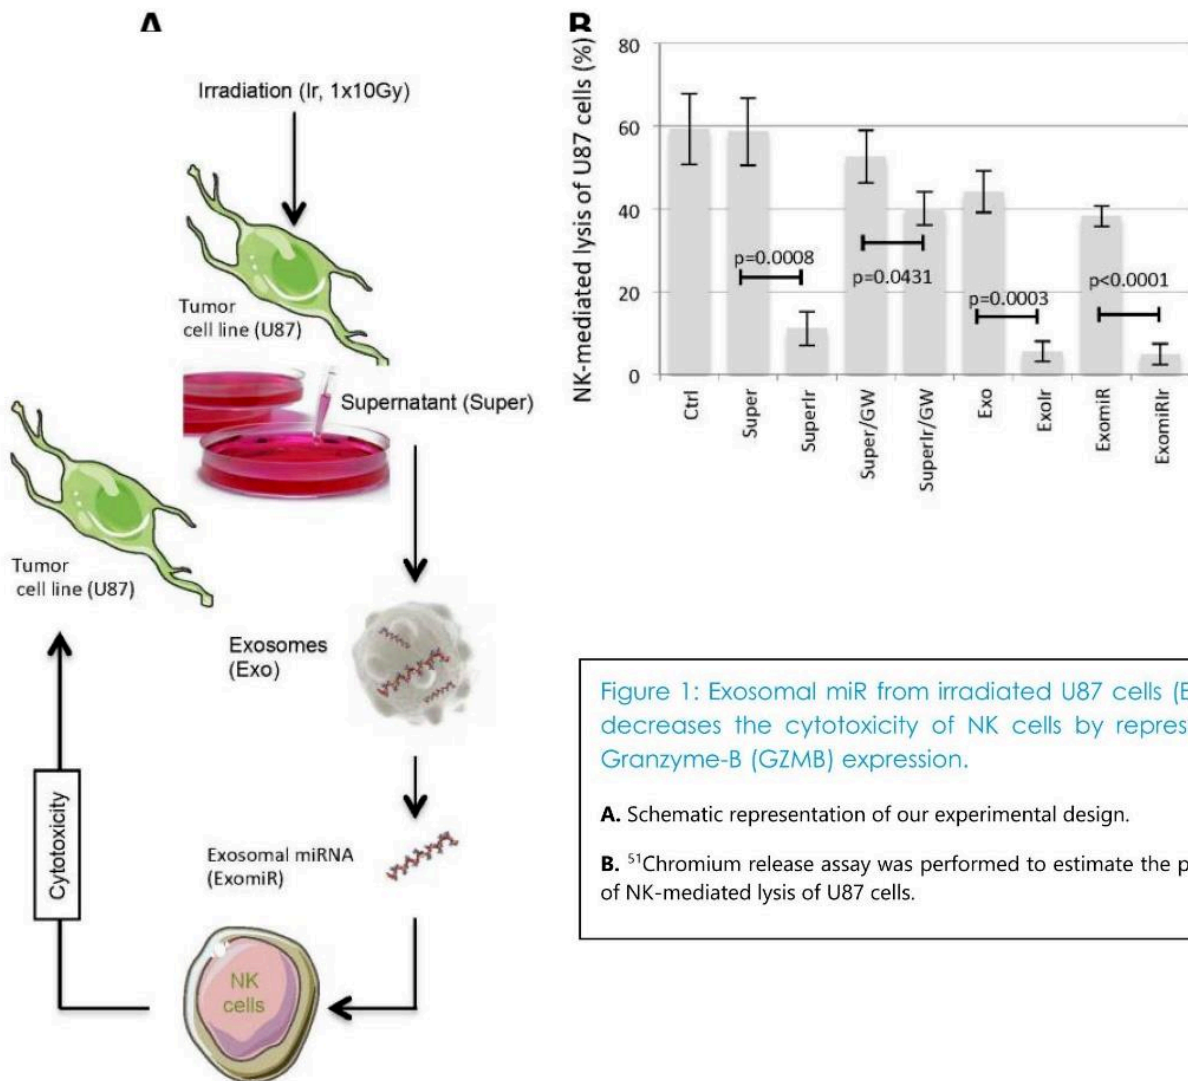 A
Irradiation (Ir, 1x10Gy)
Tumor
cell line (U87)
Supernatant (Super)
Tumor
cell line (U87)
Exosomes
(Exo)
Cytotoxicity
Exosomal miRNA
(ExomiR)
NK
cells
B
NK-mediated lysis of U87 cells (%)
80
60
40
20
0
p=0.0008
p=0.0431
p=0.0003
p<0.0001
Ctrl
Super
SuperIr
Super/GW
SuperIr/GW
Exo
ExoIr
ExomiR
ExomiRIr
Figure 1: Exosomal miR from irradiated U87 cells (E
decreases the cytotoxicity of NK cells by repres
Granzyme-B (GZMB) expression.
A. Schematic representation of our experimental design.
B. ⁵¹Chromium release assay was performed to estimate the p
of NK-mediated lysis of U87 cells.